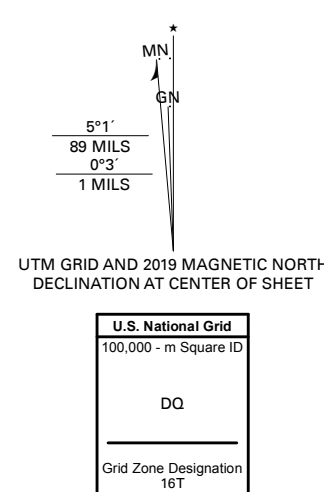 ★
MN
GN
5°1´
89 MILS
0°3´
1 MILS
UTM GRID AND 2019 MAGNETIC NORTH
DECLINATION AT CENTER OF SHEET
U.S. National Grid
100,000 - m Square ID
DQ
Grid Zone Designation
16T